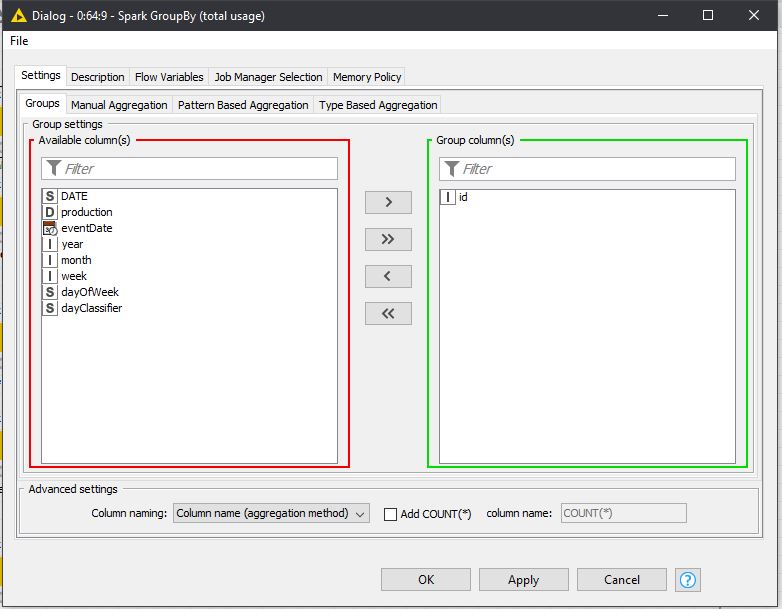 Dialog - 0:64:9 - Spark GroupBy (total usage)
File
Settings Description Flow Variables Job Manager Selection Memory Policy
Groups Manual Aggregation Pattern Based Aggregation Type Based Aggregation
Group settings
Available column(s)
Filter
S DATE
D production
eventDate
I year
I month
I week
S dayOfWeek
S dayClassifier
>
>>
<
<<
Group column(s)
Filter
I id
Advanced settings
Column naming: Column name (aggregation method) Add COUNT(*) column name: COUNT(*)
OK Apply Cancel ?